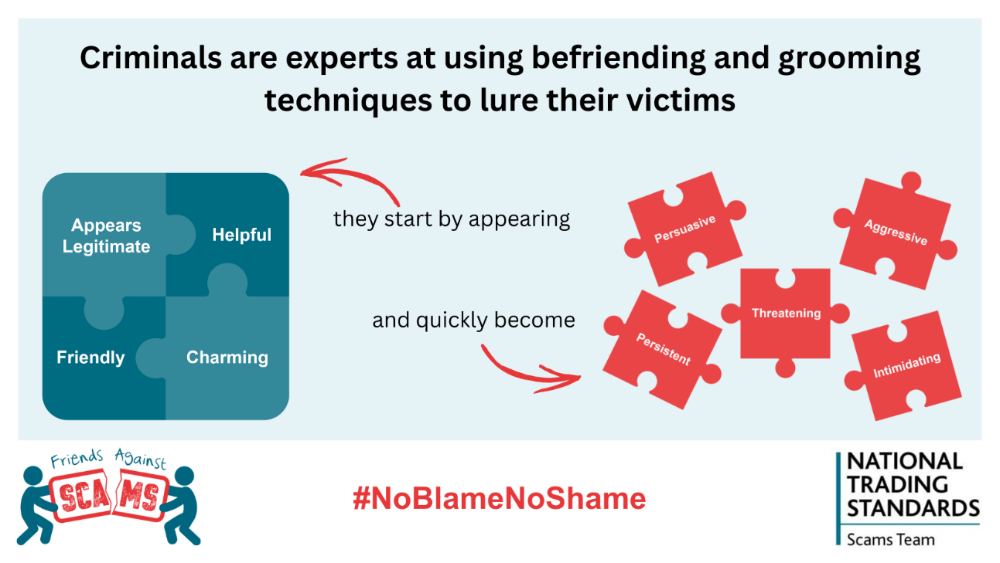 Criminals are experts at using befriending and grooming
techniques to lure their victims
Appears
Legitimate
Helpful
Friendly
Charming
they start by appearing
and quickly become
Persuasive
Aggressive
Threatening
Persistent
Intimidating
Friends Against
SCAMS
#NoBlameNoShame
NATIONAL
TRADING
STANDARDS
Scams Team